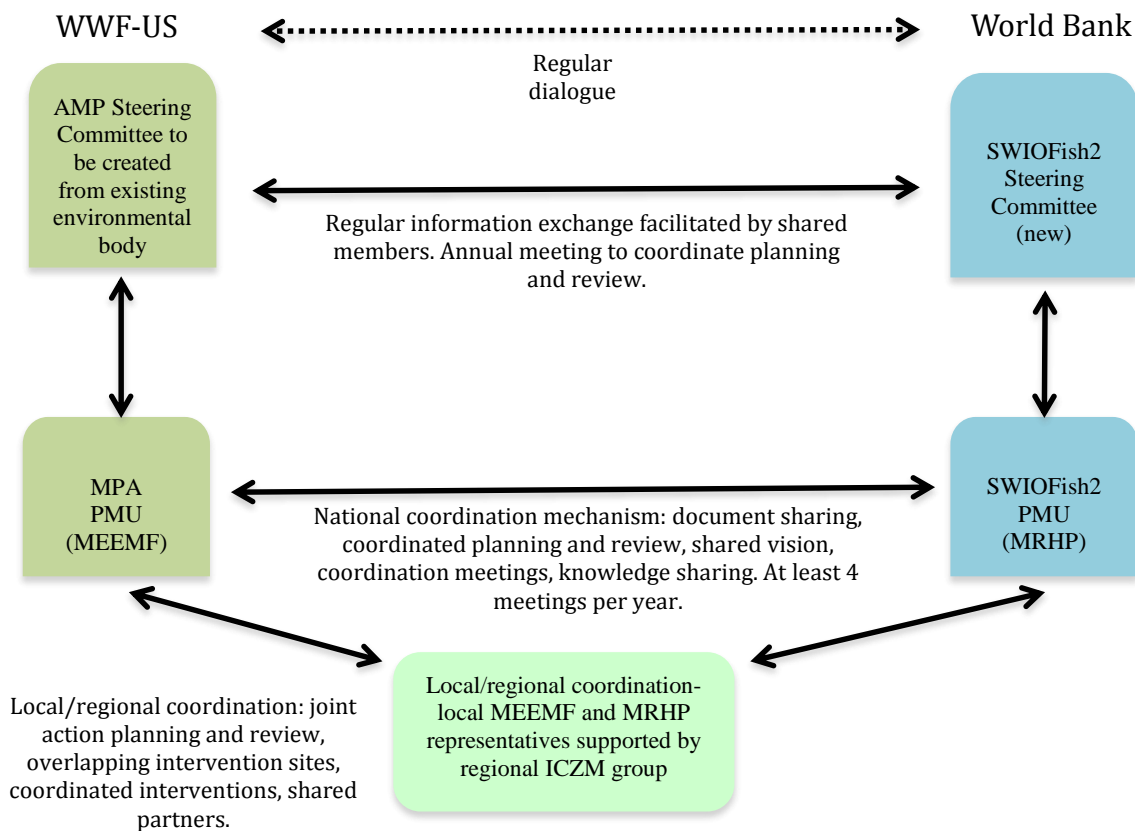 WWF-US
World Bank
Regular
dialogue
AMP Steering
Committee to
be created
from existing
environmental
body
SWIOFish2
Steering
Committee
(new)
Regular information exchange facilitated by shared
members. Annual meeting to coordinate planning
and review.
MPA
PMU
(MEEMF)
SWIOFish2
PMU
(MRHP)
National coordination mechanism: document sharing,
coordinated planning and review, shared vision,
coordination meetings, knowledge sharing. At least 4
meetings per year.
Local/regional coordination-
local MEEMF and MRHP
representatives supported by
regional ICZM group
Local/regional coordination: joint
action planning and review,
overlapping intervention sites,
coordinated interventions, shared
partners.